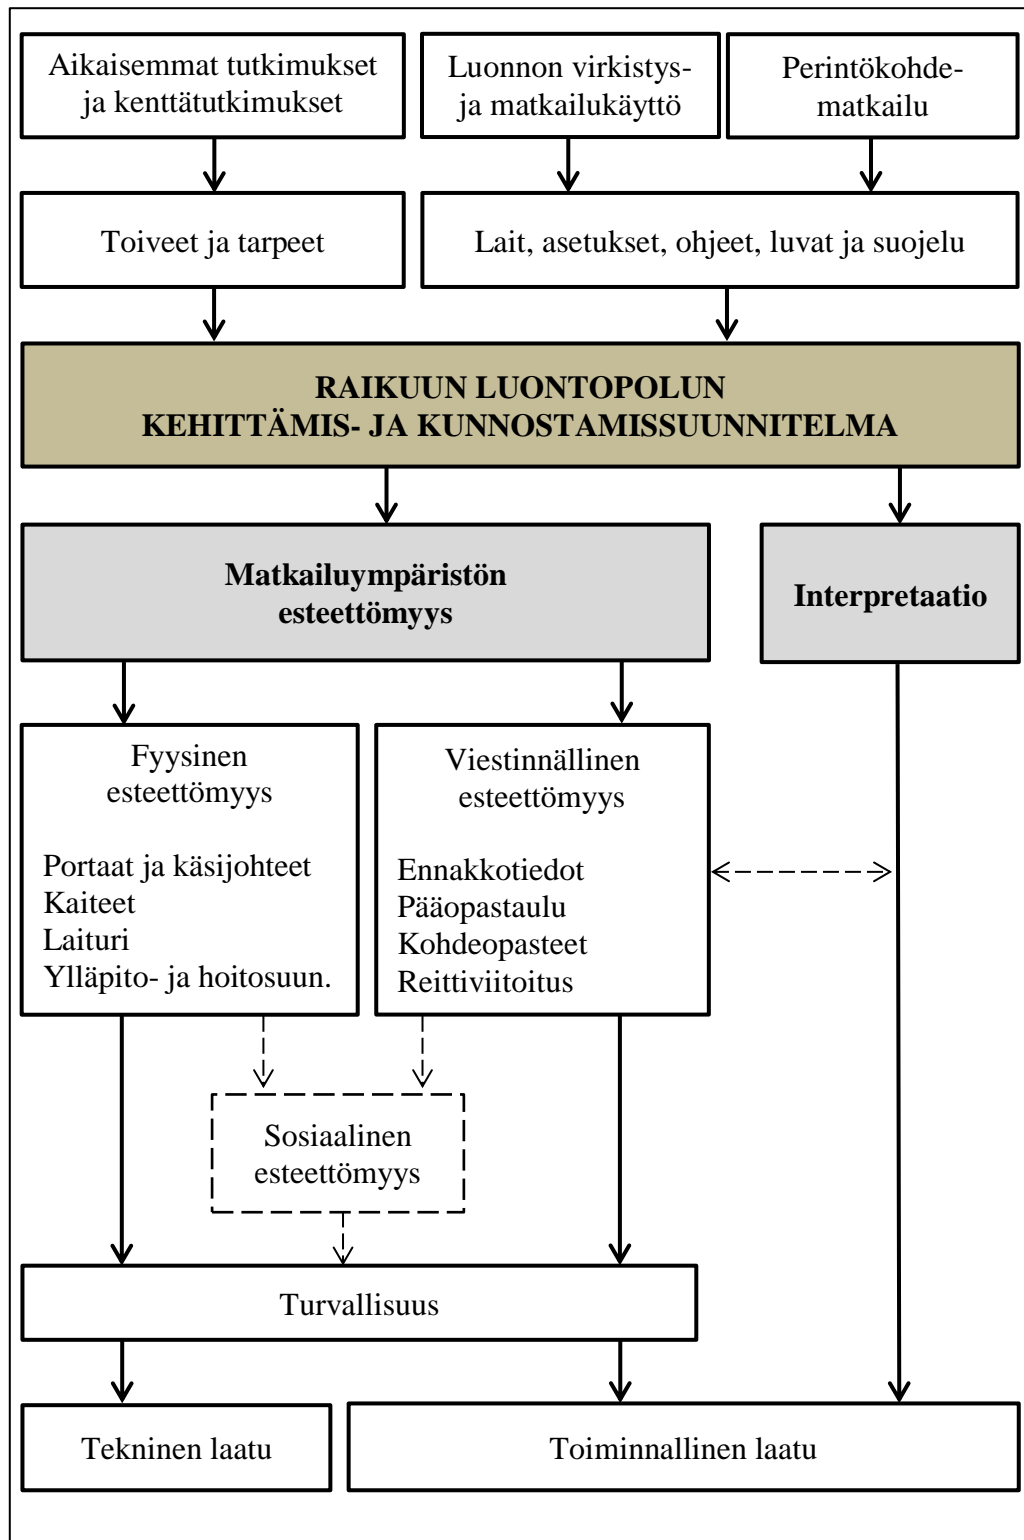 Aikaisemmat tutkimukset
ja kenttätutkimukset
Luonnon virkistys-
ja matkailukäyttö
Perintökohde-
matkailu
Toiveet ja tarpeet
Lait, asetukset, ohjeet, luvat ja suojelu
RAIKUUN LUONTOPOLUN
KEHITTÄMIS- JA KUNNOSTAMISSUUNNITELMA
Matkailuympäristön
esteettömyys
Interpretaatio
Fyysinen
esteettömyys
Portaat ja käsijohteet
Kaiteet
Laituri
Ylläpito- ja hoitosuun.
Viestinnällinen
esteettömyys
Ennakkotiedot
Pääopastaulu
Kohdeopasteet
Reittiviitoitus
Sosiaalinen
esteettömyys
Turvallisuus
Tekninen laatu
Toiminnallinen laatu